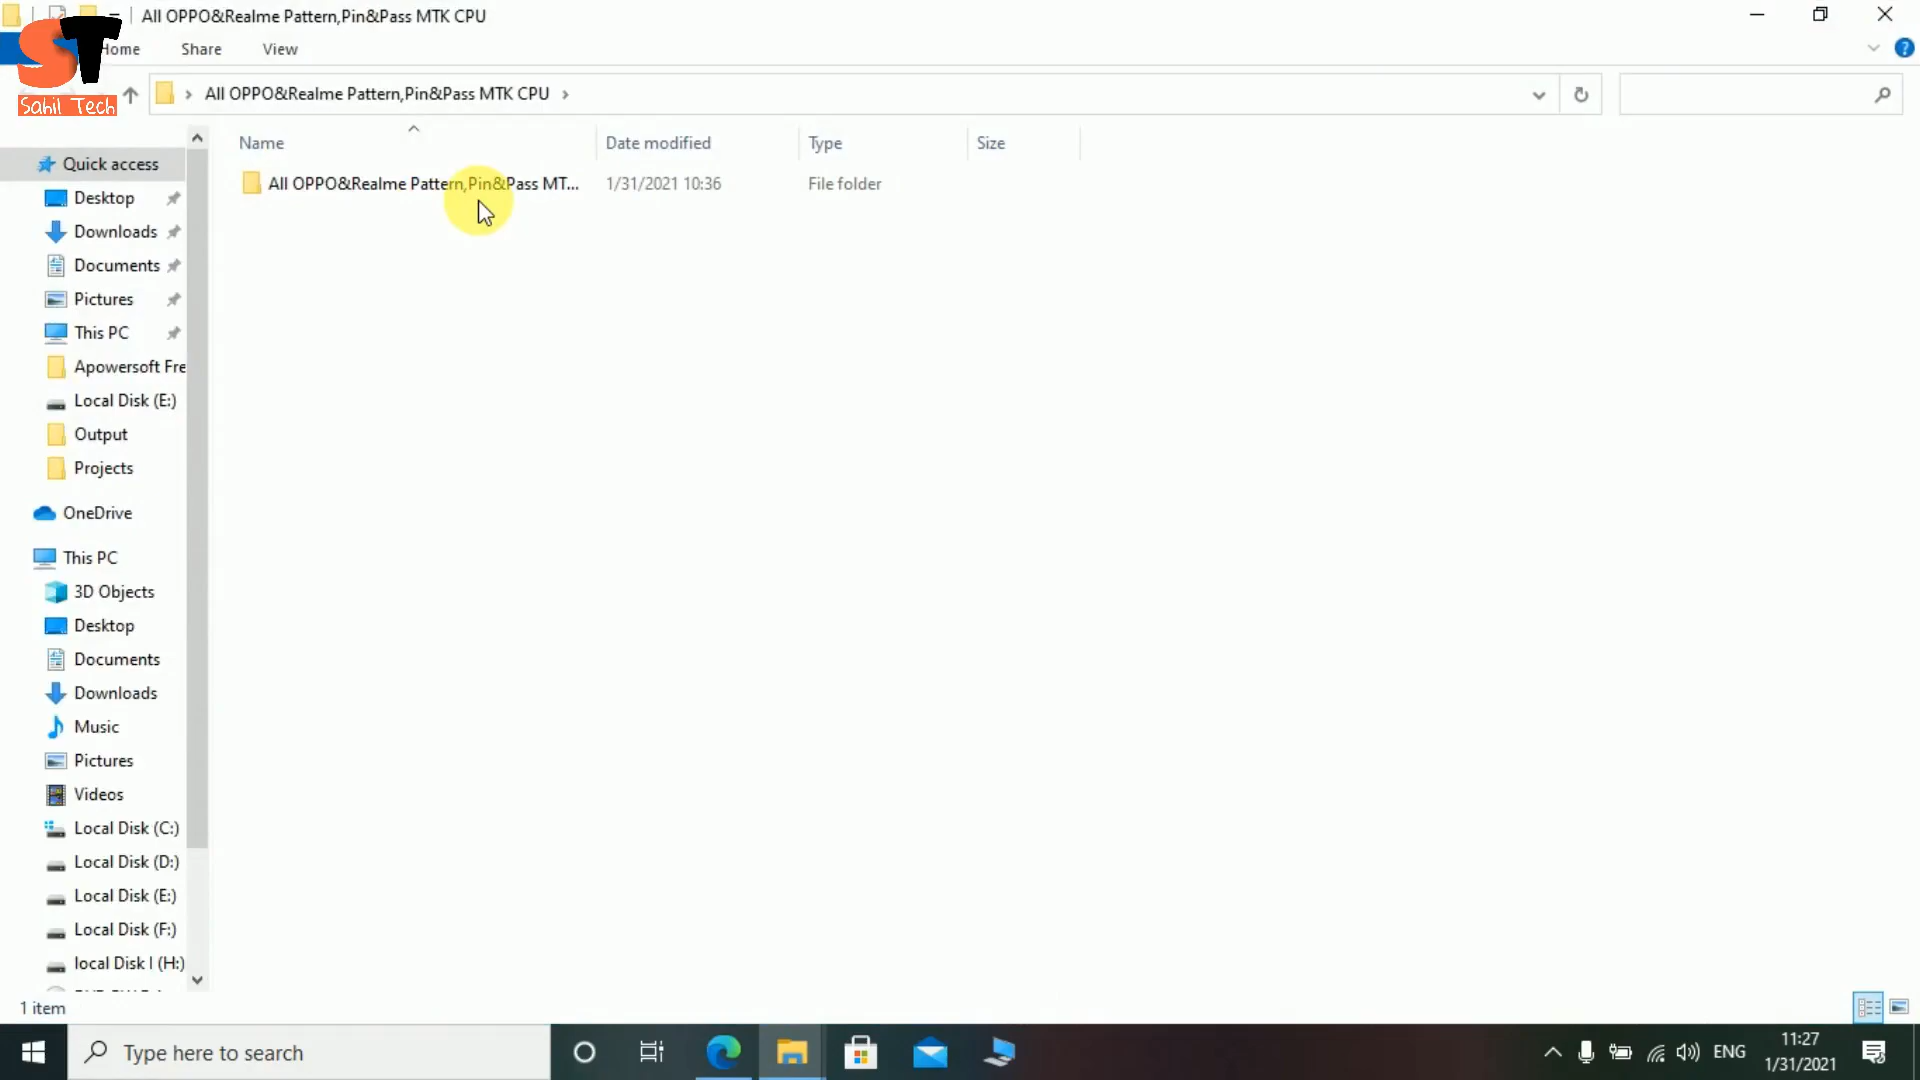 All OPPO&Realme Pattern,Pin&Pass MTK CPU
ST
Sahil Tech
Home Share View
All OPPO&Realme Pattern,Pin&Pass MTK CPU
Name Date modified Type Size
All OPPO&Realme Pattern,Pin&Pass MT... 1/31/2021 10:36 File folder
Quick access
Desktop
Downloads
Documents
Pictures
This PC
Apowersoft Fre
Local Disk (E:)
Output
Projects
OneDrive
This PC
3D Objects
Desktop
Documents
Downloads
Music
Pictures
Videos
Local Disk (C:)
Local Disk (D:)
Local Disk (E:)
Local Disk (F:)
local Disk l (H:)
1 item
Type here to search
ENG
11:27
1/31/2021